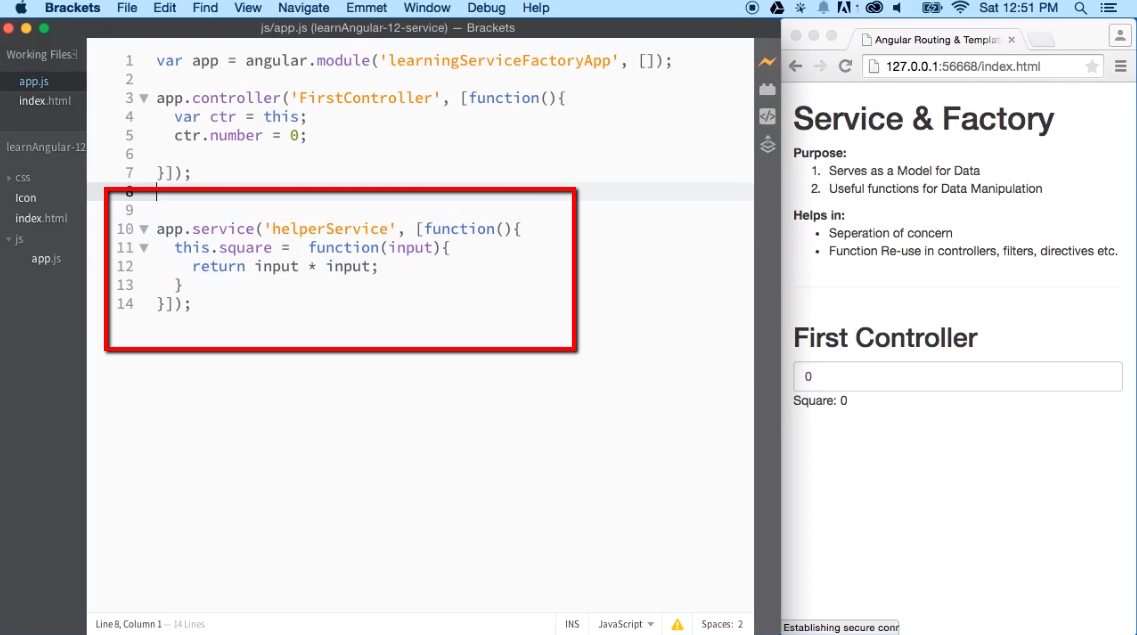 Brackets File Edit Find View Navigate Emmet Window Debug Help Sat 12:51 PM
js/app.js (learnAngular-12-service) — Brackets
Working Files
app.js
index.html
learnAngular-12
css
Icon
index.html
js
app.js
1 var app = angular.module('learningServiceFactoryApp', []);
2
3 app.controller('FirstController', [function(){
4 var ctr = this;
5 ctr.number = 0;
6
7 }]);
8
9
10 app.service('helperService', [function(){
11 this.square = function(input){
12 return input * input;
13 }
14 }]);
Line 8, Column 1 — 14 Lines
INS JavaScript Spaces: 2
Angular Routing & Templat
127.0.0.1:56668/index.html
Service & Factory
Purpose:
1. Serves as a Model for Data
2. Useful functions for Data Manipulation
Helps in:
• Seperation of concern
• Function Re-use in controllers, filters, directives etc.
First Controller
0
Square: 0
Establishing secure conr